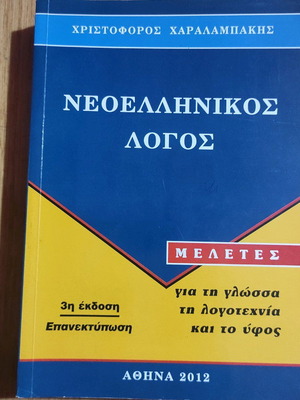 ΧΡΙΣΤΟΦΟΡΟΣ ΧΑΡΑΛΑΜΠΑΚΗΣ
ΝΕΟΕΛΛΗΝΙΚΟΣ
ΛΟΓΟΣ
ΜΕΛΕΤΕΣ
για τη γλώσσα
τη λογοτεχνία
και το ύφος
3η έκδοση
Επανεκτύπωση
ΑΘΗΝΑ 2012